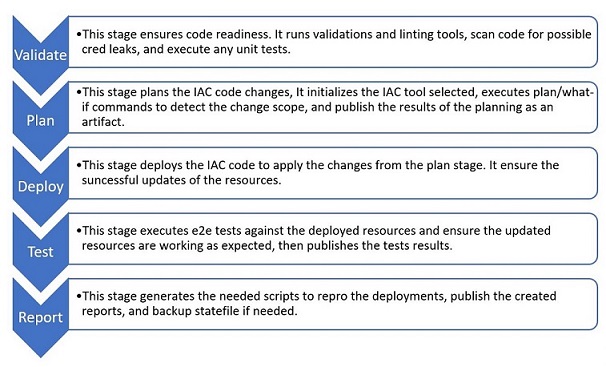 Validate
•This stage ensures code readiness. It runs validations and linting tools, scan code for possible
cred leaks, and execute any unit tests.
Plan
•This stage plans the IAC code changes, It initializes the IAC tool selected, executes plan/what-
if commands to detect the change scope, and publish the results of the planning as an
artifact.
Deploy
•This stage deploys the IAC code to apply the changes from the plan stage. It ensure the
suncessful updates of the resources.
Test
•This stage executes e2e tests against the deployed resources and ensure the updated
resources are working as expected, then publishes the tests results.
Report
•This stage generates the needed scripts to repro the deployments, publish the created
reports, and backup statefile if needed.